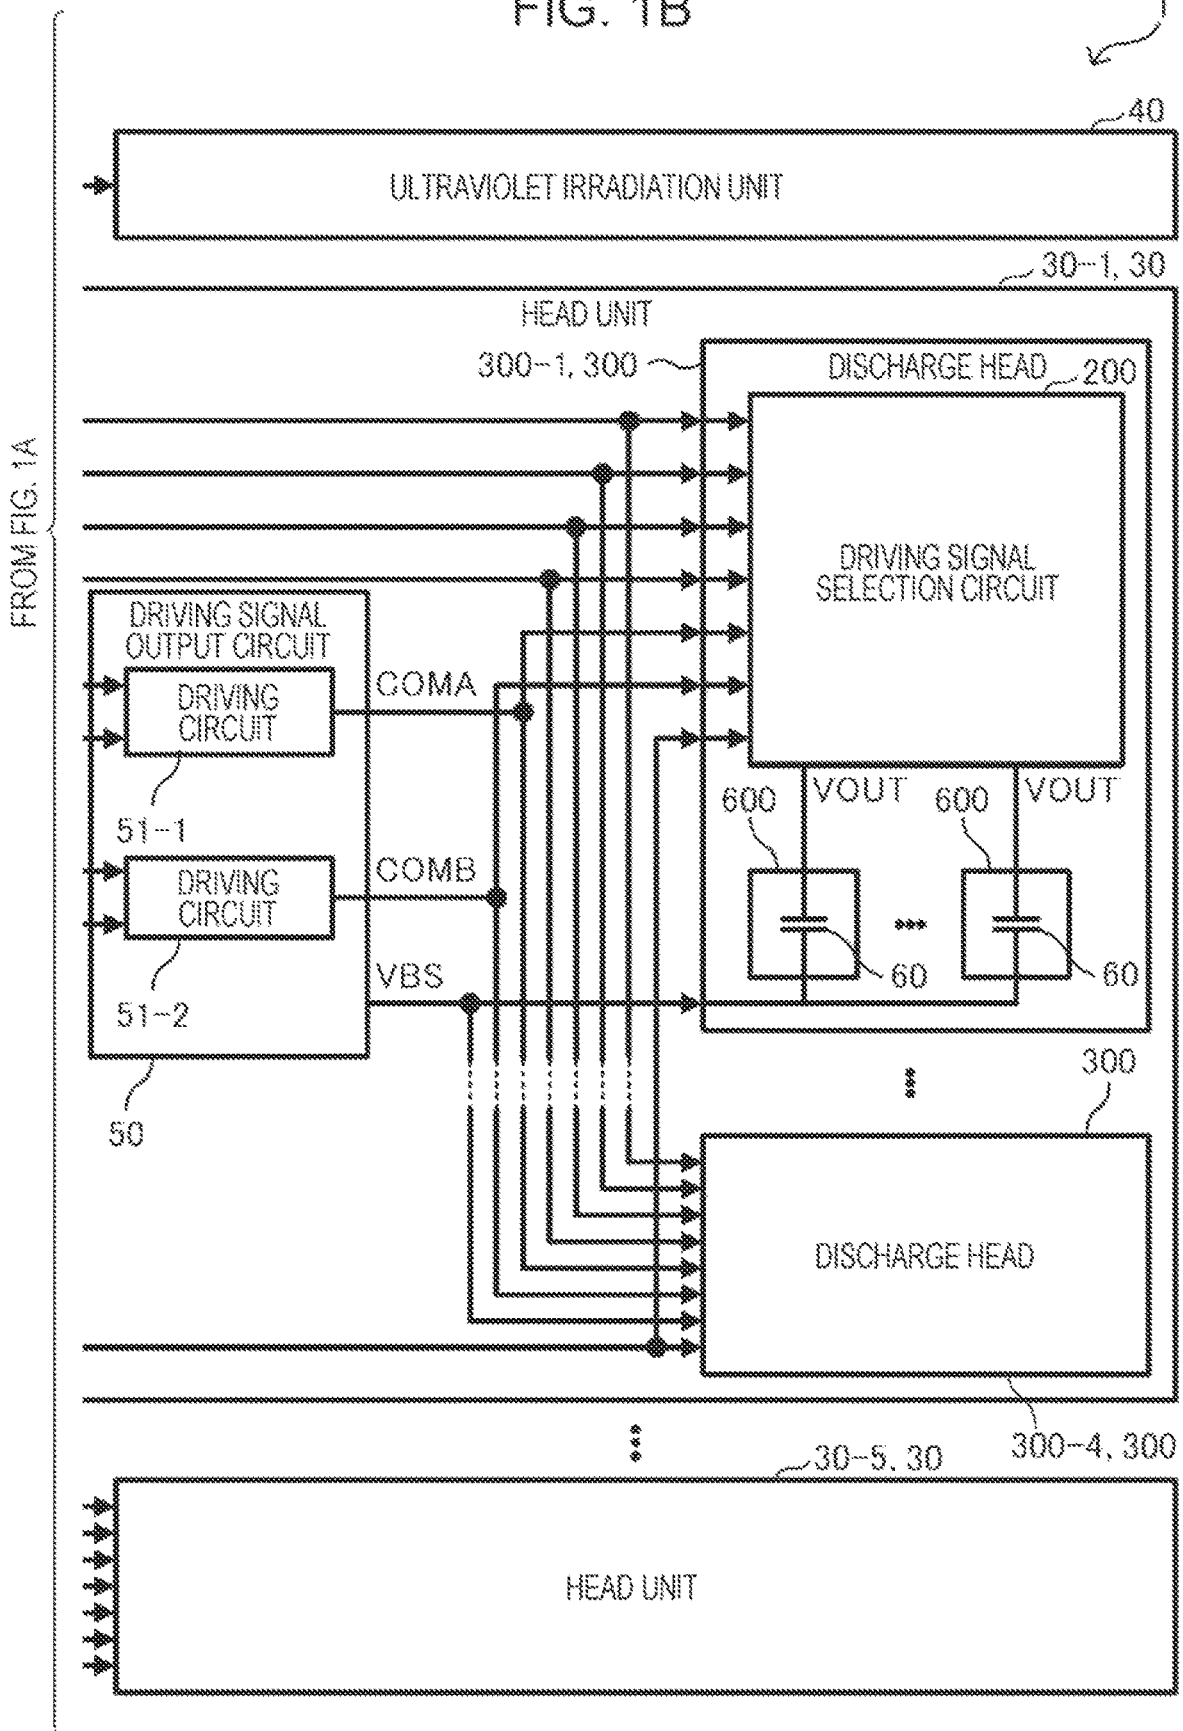 FIG. 1B
40
ULTRAVIOLET IRRADIATION UNIT
30-1, 30
HEAD UNIT
300-1, 300
DISCHARGE HEAD
200
FROM FIG. 1A
DRIVING SIGNAL
SELECTION CIRCUIT
DRIVING SIGNAL
OUTPUT CIRCUIT
DRIVING
CIRCUIT
COMA
51-1
VOUT
VOUT
600
600
DRIVING
CIRCUIT
COMB
60
60
VBS
51-2
50
300
DISCHARGE HEAD
300-4, 300
30-5, 30
HEAD UNIT